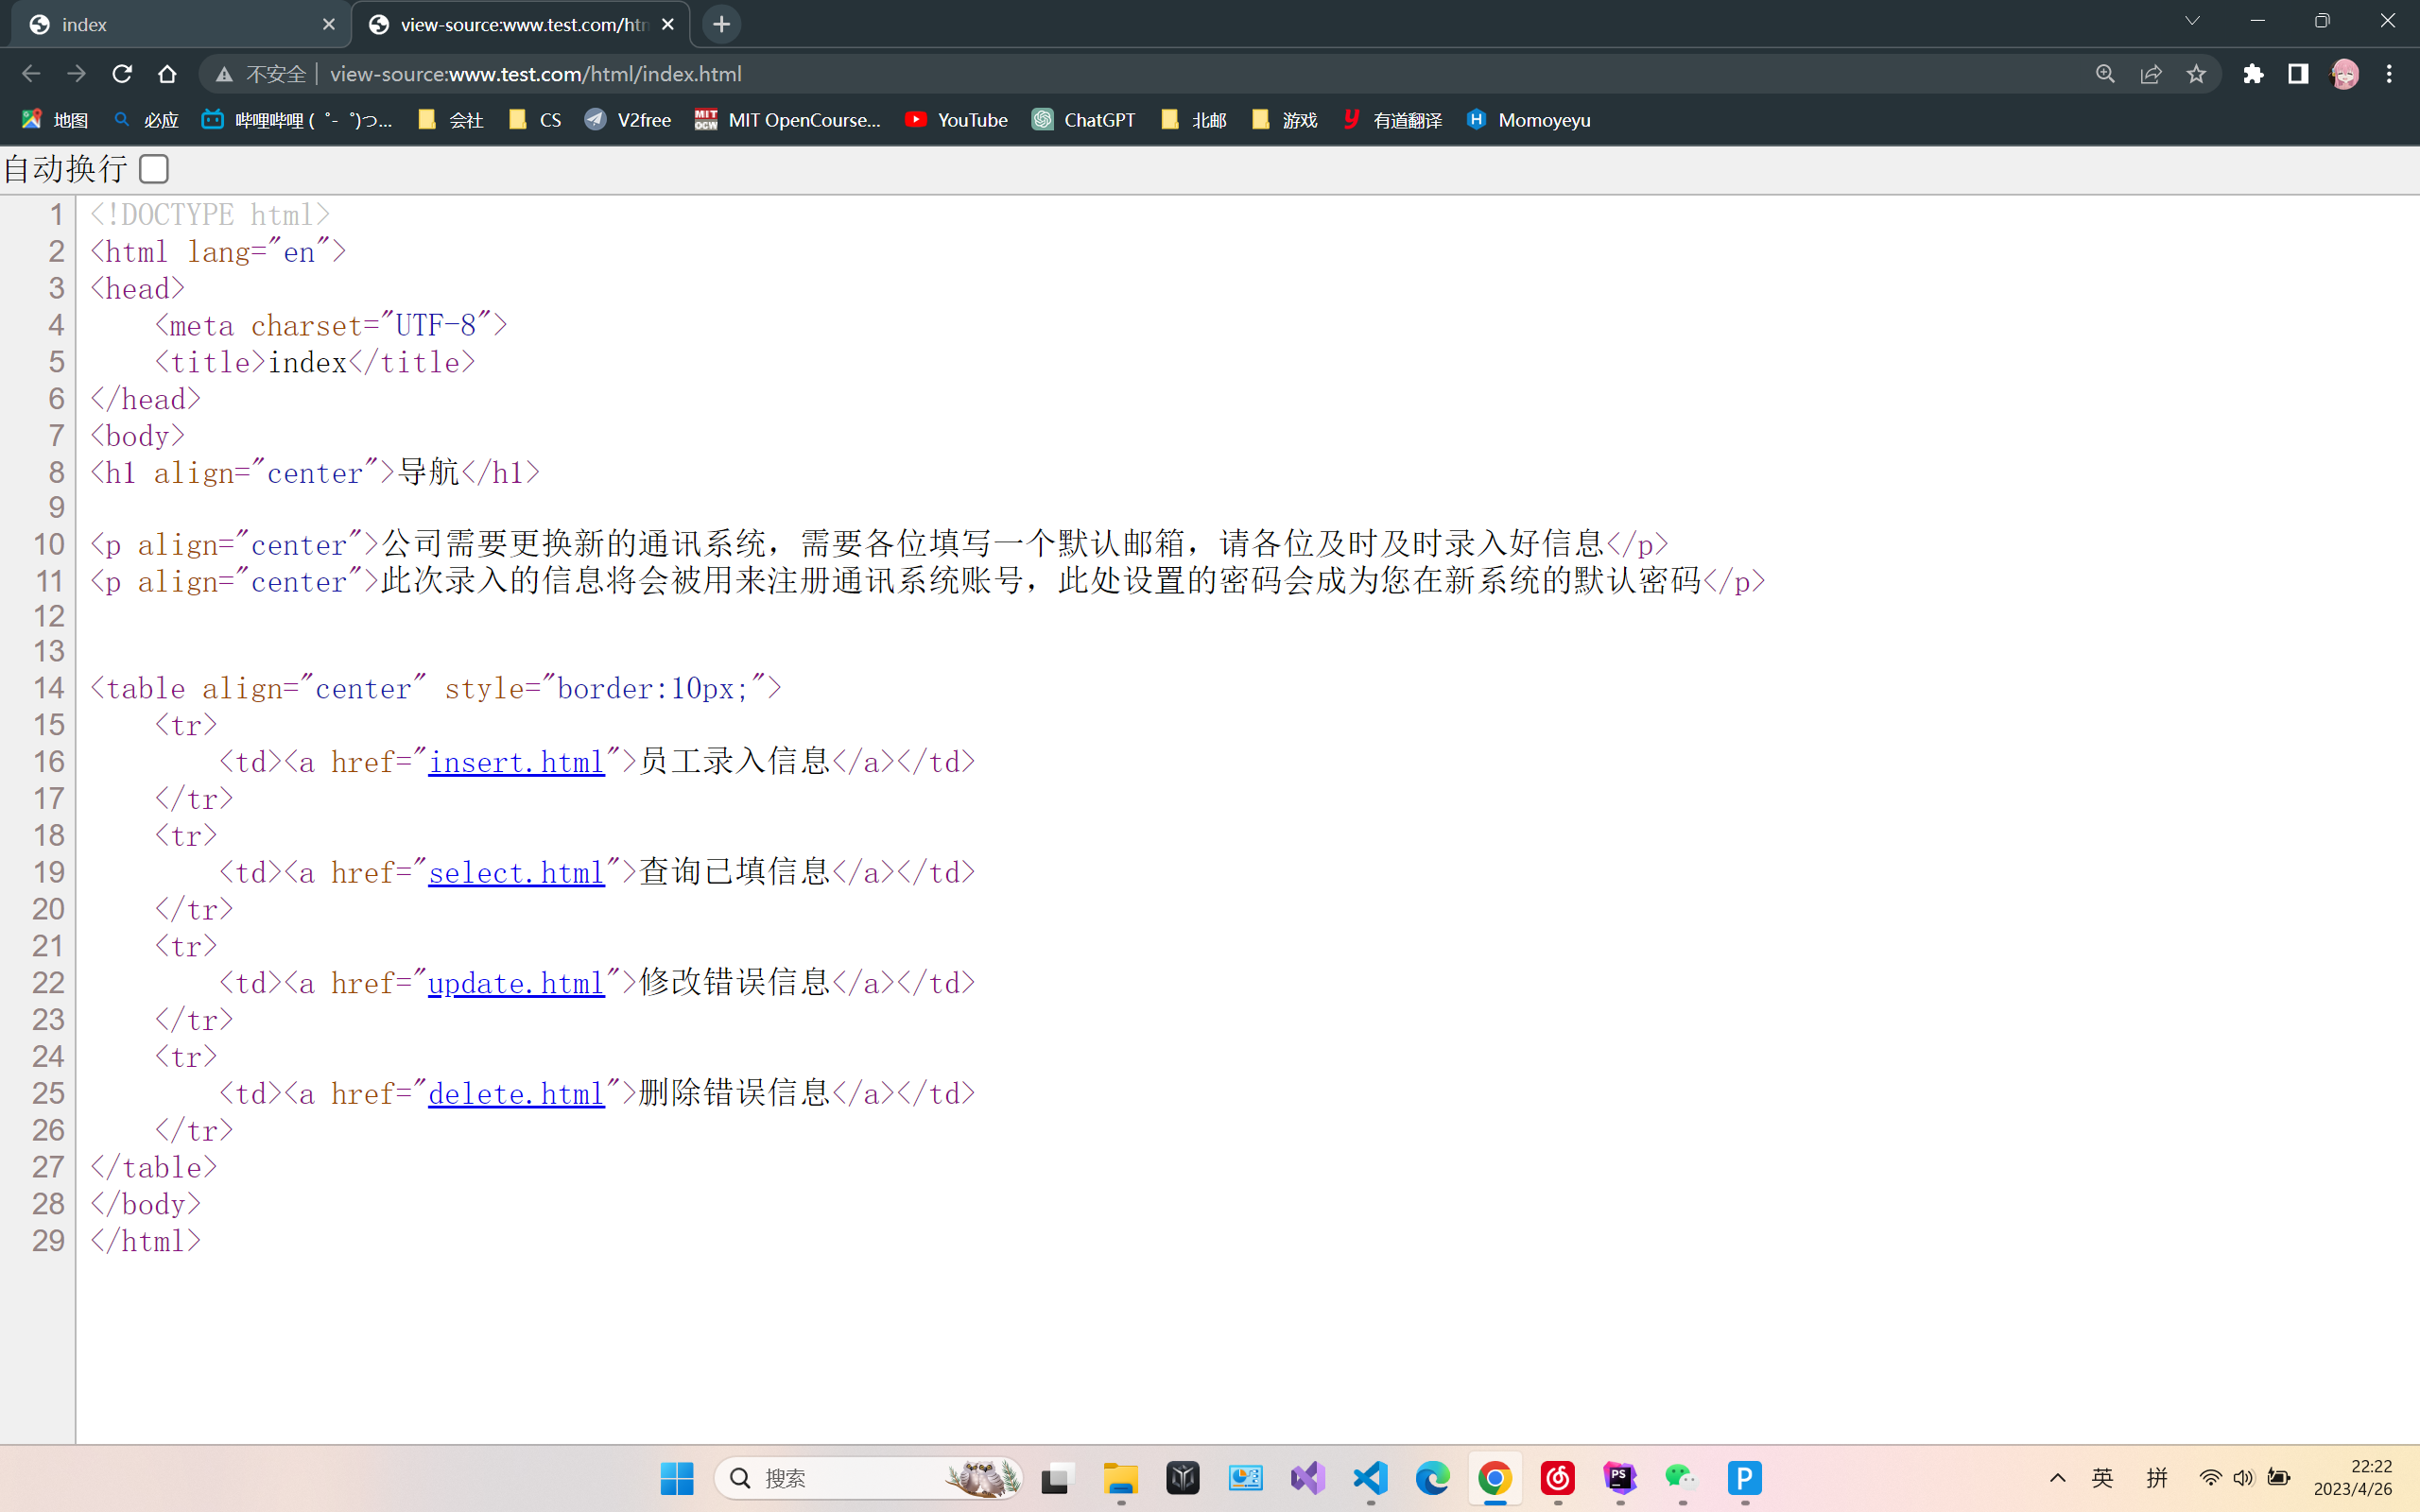 index
view-source:www.test.com/htm
不安全 view-source:www.test.com/html/index.html
地图 必应 哔哩哔哩 (゜-゜)つ... 会社 CS V2free MIT OpenCourse... YouTube ChatGPT 北邮 游戏 有道翻译 Momoyeyu
自动换行
1 <!DOCTYPE html>
2 <html lang="en">
3 <head>
4     <meta charset="UTF-8">
5     <title>index</title>
6 </head>
7 <body>
8 <h1 align="center">导航</h1>
9
10 <p align="center">公司需要更换新的通讯系统，需要各位填写一个默认邮箱，请各位及时及时录入好信息</p>
11 <p align="center">此次录入的信息将会被用来注册通讯系统账号，此处设置的密码会成为您在新系统的默认密码</p>
12
13
14 <table align="center" style="border:10px;">
15     <tr>
16         <td><a href="insert.html">员工录入信息</a></td>
17     </tr>
18     <tr>
19         <td><a href="select.html">查询已填信息</a></td>
20     </tr>
21     <tr>
22         <td><a href="update.html">修改错误信息</a></td>
23     </tr>
24     <tr>
25         <td><a href="delete.html">删除错误信息</a></td>
26     </tr>
27 </table>
28 </body>
29 </html>
搜索
英 拼
22:22
2023/4/26